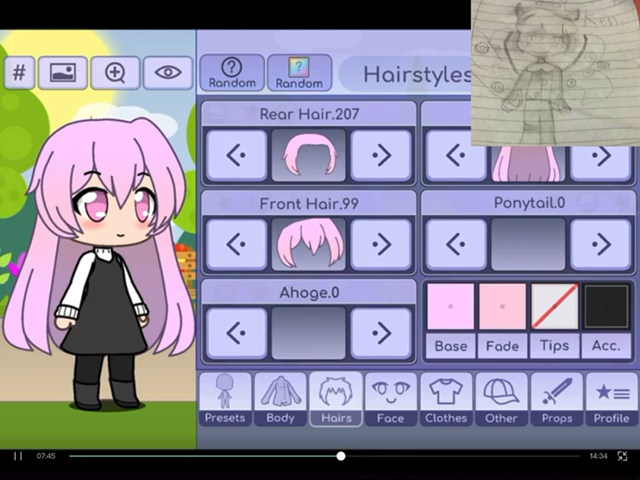 Ken
#
? Random
? Random
Hairstyles
Rear Hair.207
Front Hair.99
Ponytail.0
Ahoge.0
Base Fade Tips Acc.
Presets Body Hairs Face Clothes Other Props Profile
07:45 14:34